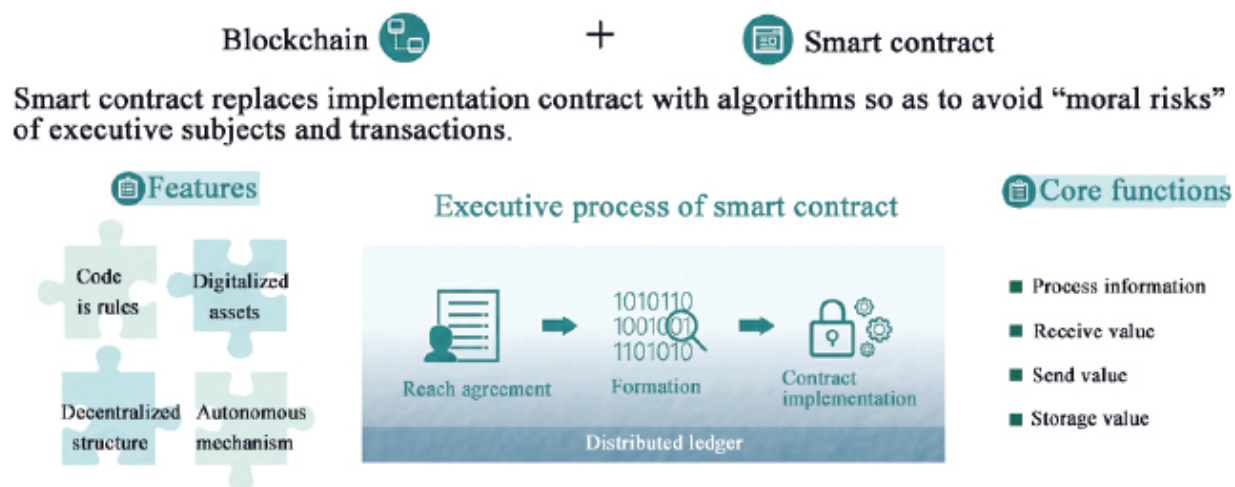 Blockchain + Smart contract
Smart contract replaces implementation contract with algorithms so as to avoid “moral risks”
of executive subjects and transactions.
Features
Code
is rules
Digitalized
assets
Decentralized
structure
Autonomous
mechanism
Executive process of smart contract
1010110
1001001
1101010
Reach agreement
Formation
Contract
implementation
Distributed ledger
Core functions
Process information
Receive value
Send value
Storage value